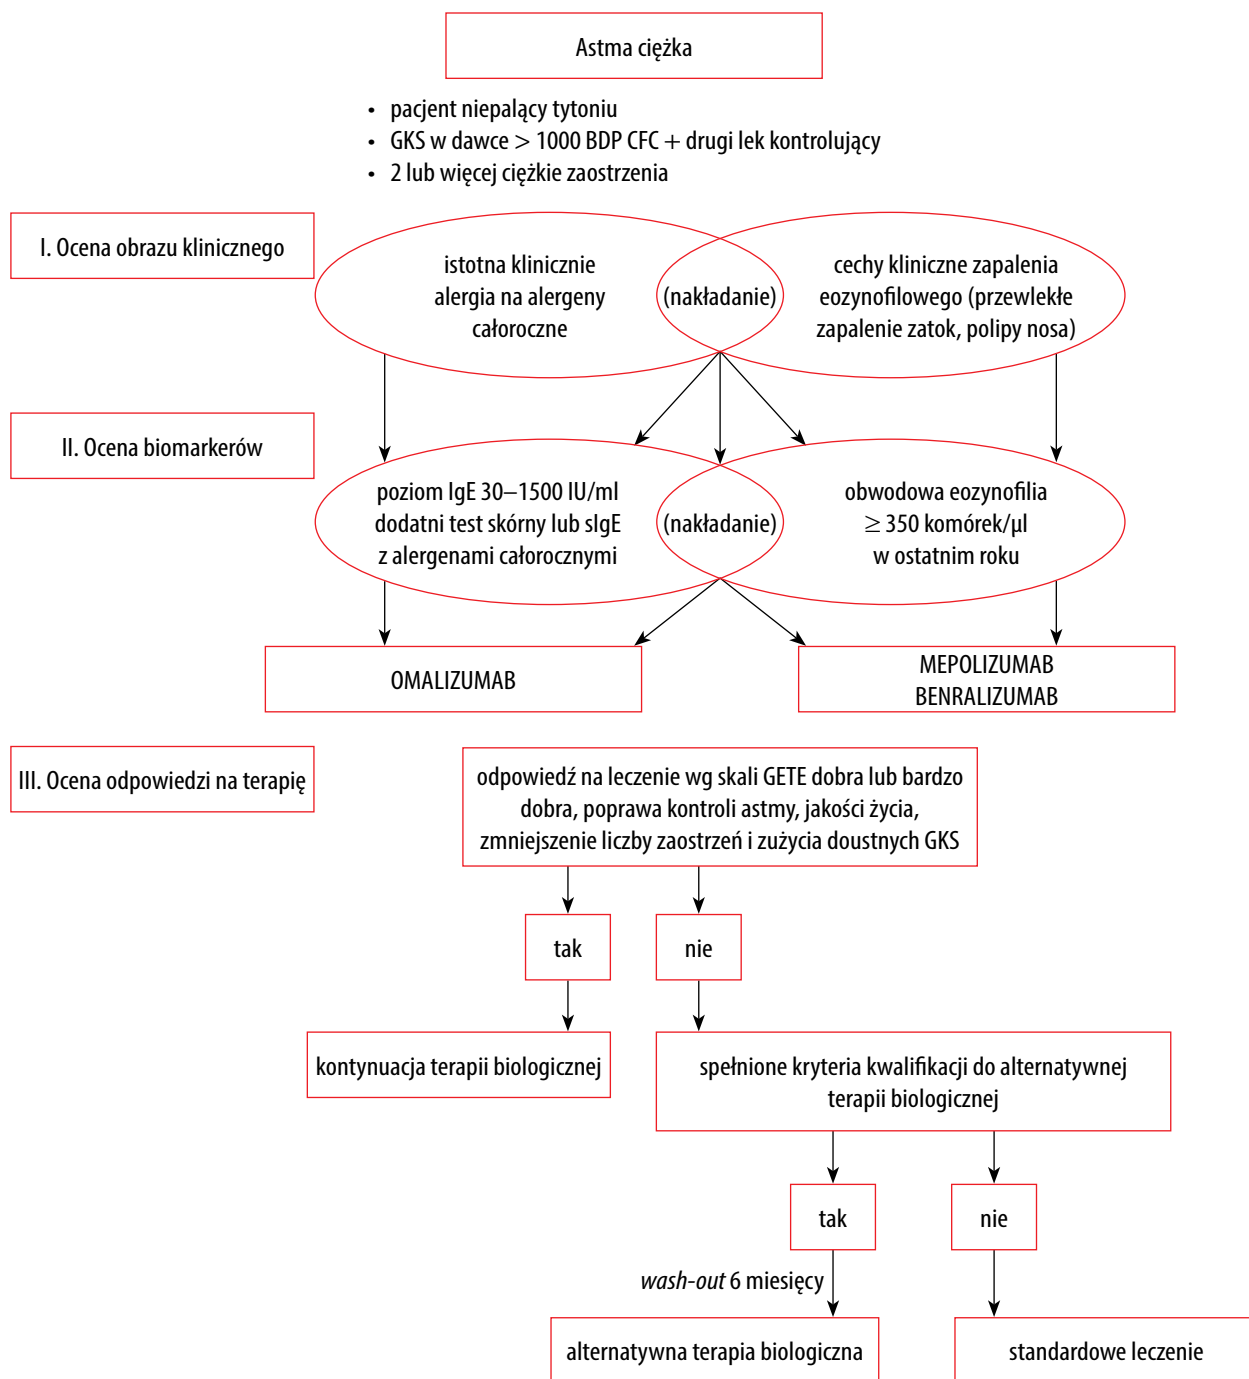 Astma ciężka
• pacjent niepalący tytoniu
• GKS w dawce > 1000 BDP CFC + drugi lek kontrolujący
• 2 lub więcej ciężkie zaostrzenia
I. Ocena obrazu klinicznego
istotna klinicznie
alergia na alergeny
całoroczne
(nakładanie)
cechy kliniczne zapalenia
eozynofilowego (przewlekłe
zapalenie zatok, polipy nosa)
II. Ocena biomarkerów
poziom IgE 30–1500 IU/ml
dodatni test skórny lub sIgE
z alergenami całorocznymi
(nakładanie)
obwodowa eozynofilia
≥ 350 komórek/µl
w ostatnim roku
OMALIZUMAB
MEPOLIZUMAB
BENRALIZUMAB
III. Ocena odpowiedzi na terapię
odpowiedź na leczenie wg skali GETE dobra lub bardzo
dobra, poprawa kontroli astmy, jakości życia,
zmniejszenie liczby zaostrzeń i zużycia doustnych GKS
tak
nie
kontynuacja terapii biologicznej
spełnione kryteria kwalifikacji do alternatywnej
terapii biologicznej
tak
nie
wash-out 6 miesięcy
alternatywna terapia biologiczna
standardowe leczenie